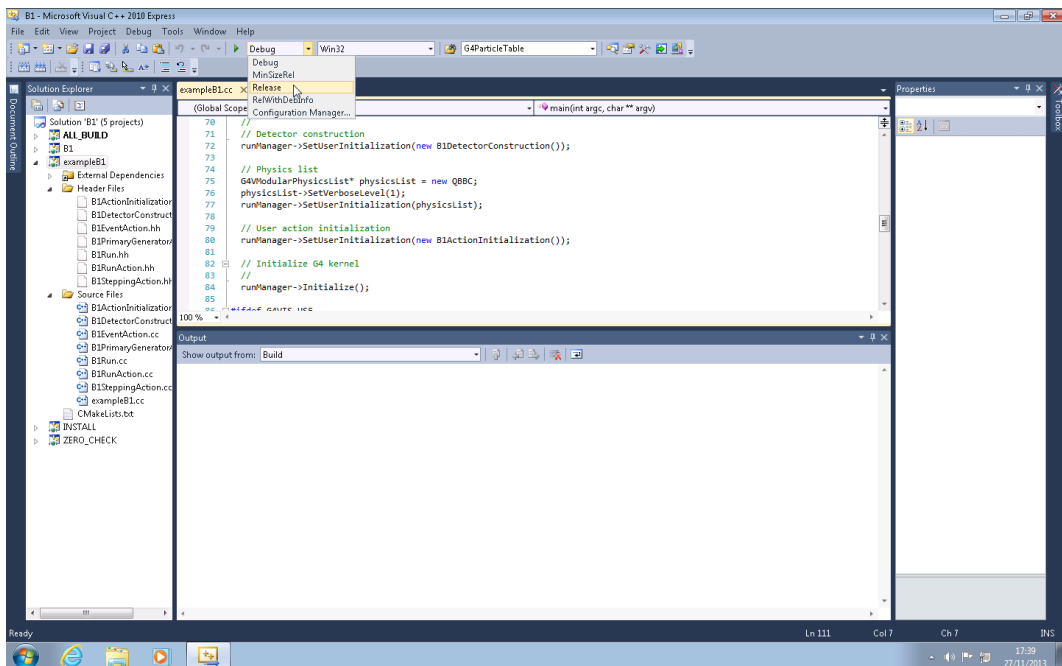 B1 - Microsoft Visual C++ 2010 Express
File Edit View Project Debug Tools Window Help
Debug Win32 G4ParticleTable
Debug
MinSizeRel
Release
RelWithDebInfo
Configuration Manager...
Document Outline
Solution Explorer
Solution 'B1' (5 projects)
ALL_BUILD
B1
exampleB1
External Dependencies
Header Files
B1ActionInitialization
B1DetectorConstruct
B1EventAction.hh
B1PrimaryGenerator
B1Run.hh
B1RunAction.hh
B1SteppingAction.hh
Source Files
B1ActionInitialization
B1DetectorConstruct
B1EventAction.cc
B1PrimaryGenerator
B1Run.cc
B1RunAction.cc
B1SteppingAction.cc
exampleB1.cc
CMakeLists.txt
INSTALL
ZERO_CHECK
exampleB1.cc
(Global Scope main(int argc, char ** argv)
70 //
71 // Detector construction
72 runManager->SetUserInitialization(new B1DetectorConstruction());
73
74 // Physics list
75 G4VModularPhysicsList* physicsList = new QBBC;
76 physicsList->SetVerboseLevel(1);
77 runManager->SetUserInitialization(physicsList);
78
79 // User action initialization
80 runManager->SetUserInitialization(new B1ActionInitialization());
81
82 // Initialize G4 kernel
83 //
84 runManager->Initialize();
85
86 #ifdef G4VIS_USE
100 %
Output
Show output from: Build
Properties
Toolbox
Ready Ln 111 Col 7 Ch 7 INS
17:39
27/11/2013